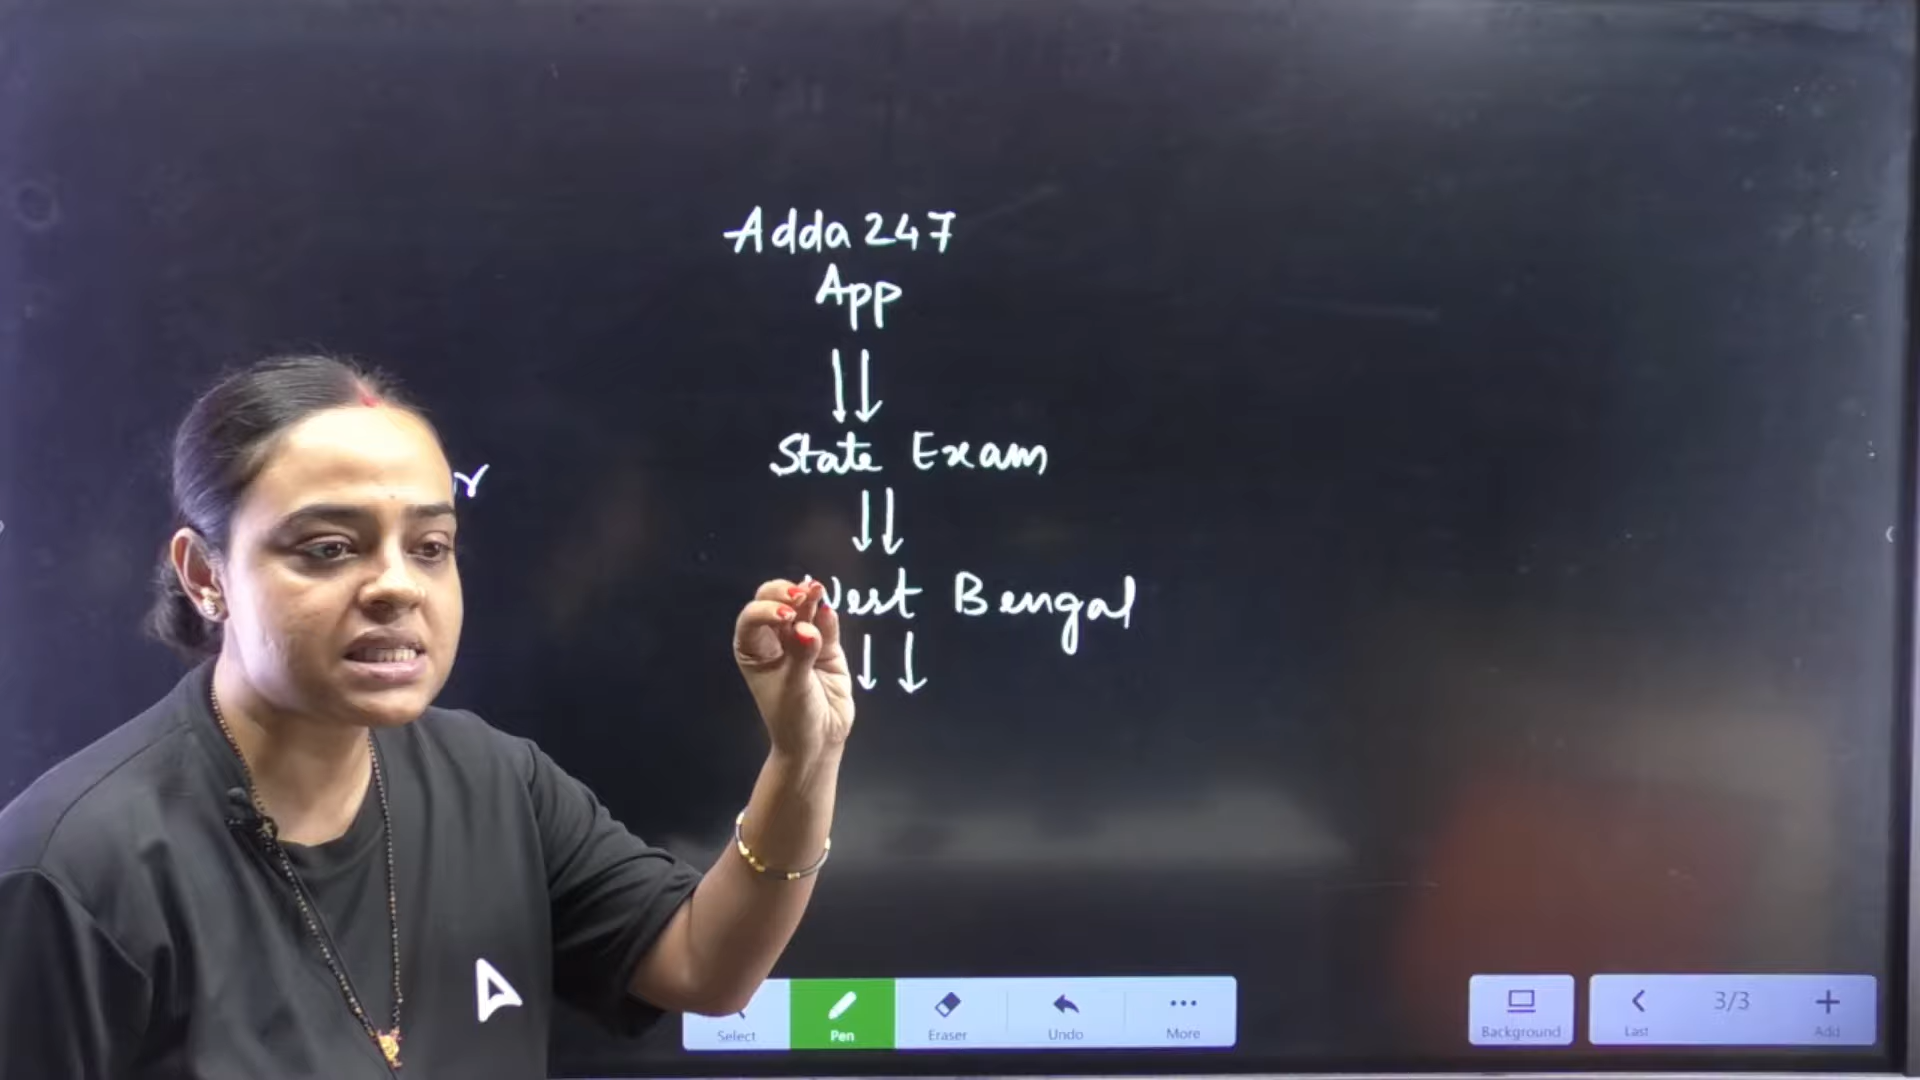 Adda 247
App
State Exam
West Bengal
Select
Pen
Eraser
Undo
More
Background
Last
3/3
Add